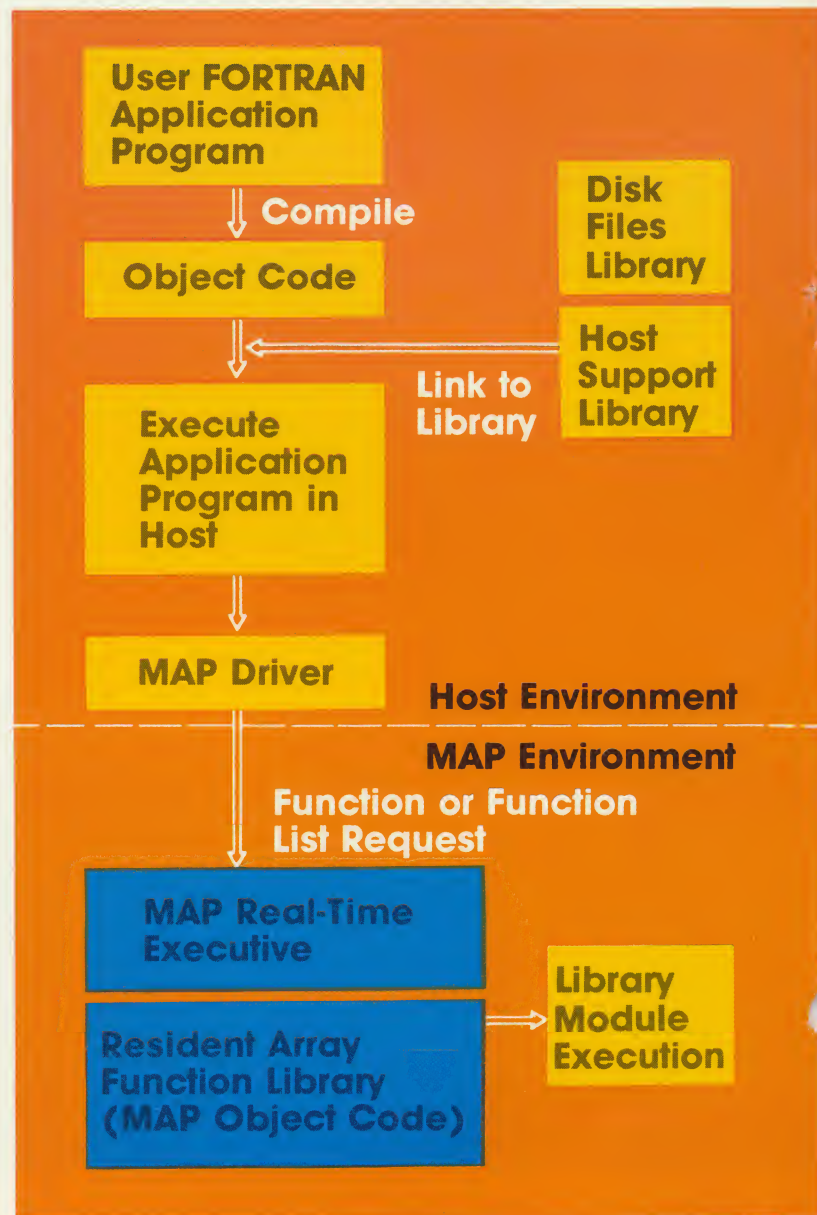 User FORTRAN
Application
Program
Compile
Object Code
Disk
Files
Library
Host
Support
Library
Link to
Library
Execute
Application
Program in
Host
MAP Driver
Host Environment
MAP Environment
Function or Function
List Request
MAP Real-Time
Executive
Resident Array
Function Library
(MAP Object Code)
Library
Module
Execution